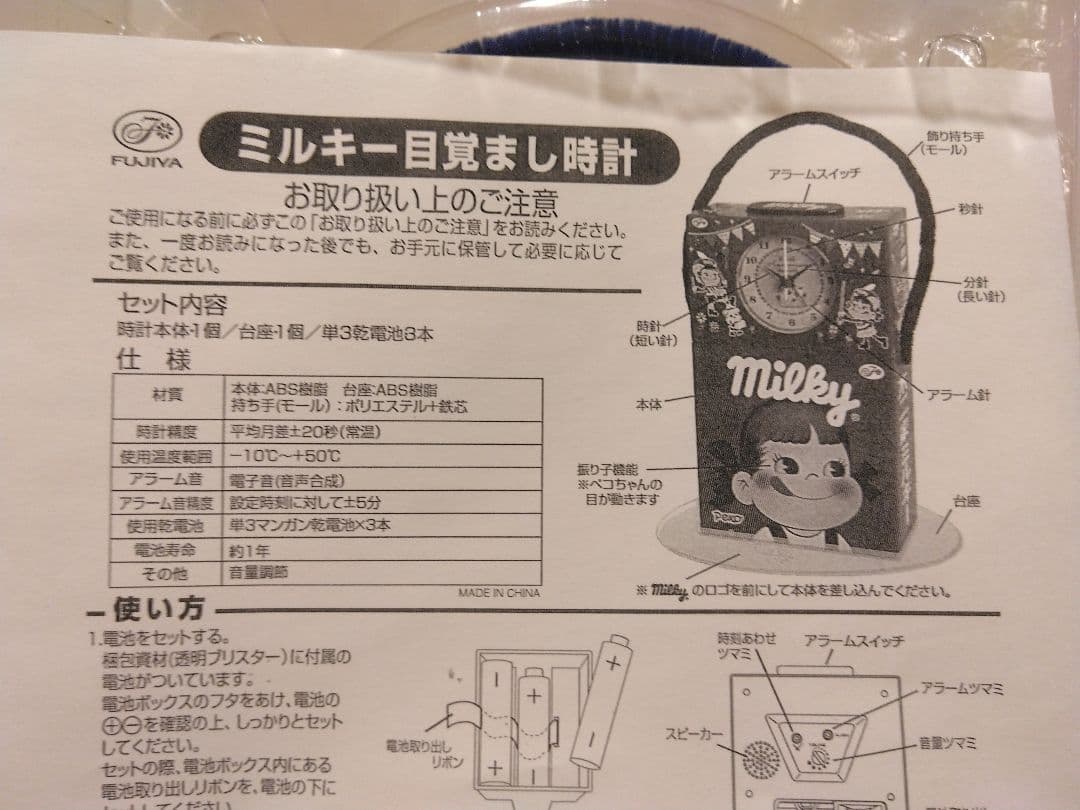 FUJIYA
ミルキー目覚まし時計
お取り扱い上のご注意
ご使用になる前に必ずこの「お取り扱い上のご注意」をお読みください。
また、一度お読みになった後でも、お手元に保管して必要に応じて
ご覧ください。
セット内容
時計本体1個／台座1個／単3乾電池3本
仕様
材質 本体:ABS樹脂 台座:ABS樹脂
持ち手(モール):ポリエステル+鉄芯
時計精度 平均月差±20秒(常温)
使用温度範囲 −10℃〜+50℃
アラーム音 電子音(音声合成)
アラーム音精度 設定時刻に対して±5分
使用乾電池 単3マンガン乾電池×3本
電池寿命 約1年
その他 音量調節
MADE IN CHINA
飾り持ち手
(モール)
アラームスイッチ
秒針
分針
(長い針)
時針
(短い針)
アラーム針
本体
milky
振り子機能
※ペコちゃんの
目が動きます
peko
台座
※milkyのロゴを前にして本体を差し込んでください。
使い方
1.電池をセットする。
梱包資材(透明ブリスター)に付属の
電池がついています。
電池ボックスのフタをあけ、電池の
⊕⊖を確認の上、しっかりとセット
してください。
セットの際、電池ボックス内にある
電池取り出しリボンを、電池の下に
電池取り出し
リボン
時刻あわせ
ツマミ
アラームスイッチ
アラームツマミ
スピーカー
音量ツマミ